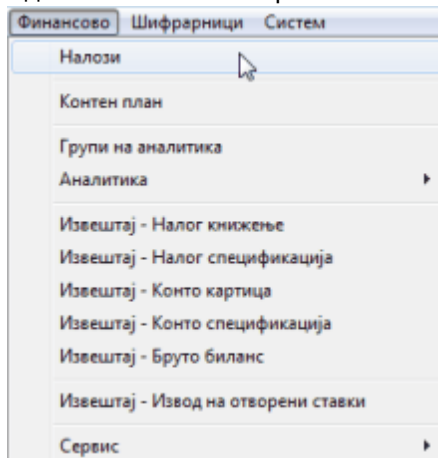 Финансово Шифрарници Систем
Налози
Контен план
Групи на аналитика
Аналитика
Извештај - Налог книжење
Извештај - Налог спецификација
Извештај - Конто картица
Извештај - Конто спецификација
Извештај - Бруто биланс
Извештај - Извод на отворени ставки
Сервис